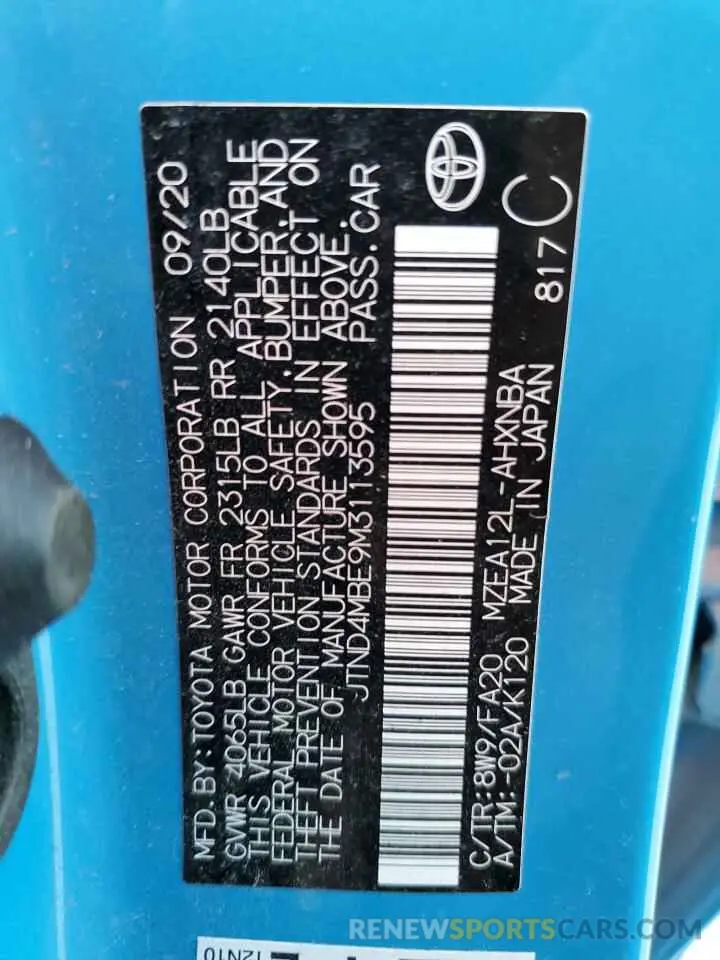 MFD. BY: TOYOTA MOTOR CORPORATION 09/20
GVWR 4065LB GAWR FR 2315LB RR 2140LB
THIS VEHICLE CONFORMS TO ALL APPLICABLE
FEDERAL MOTOR VEHICLE SAFETY, BUMPER, AND
THEFT PREVENTION STANDARDS IN EFFECT ON
THE DATE OF MANUFACTURE SHOWN ABOVE.
JTND4MBE9M3113595 PASS. CAR
C/TR: 8W9/FA20 MZEA12L-AHXNBA 817 C
A/TM: -02A/K120 MADE IN JAPAN
12N10
RENEWSPORTSCARS.COM